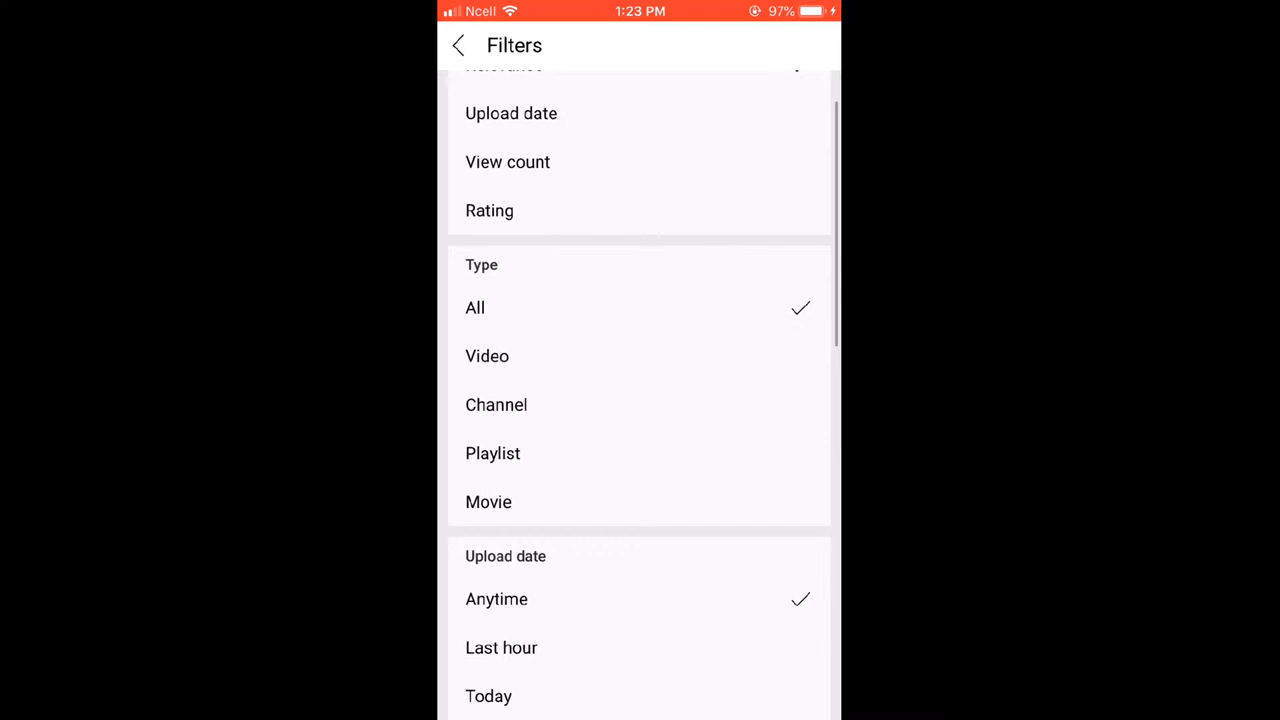 Ncell 1:23 PM 97%
Filters
Upload date
View count
Rating
Type
All
Video
Channel
Playlist
Movie
Upload date
Anytime
Last hour
Today